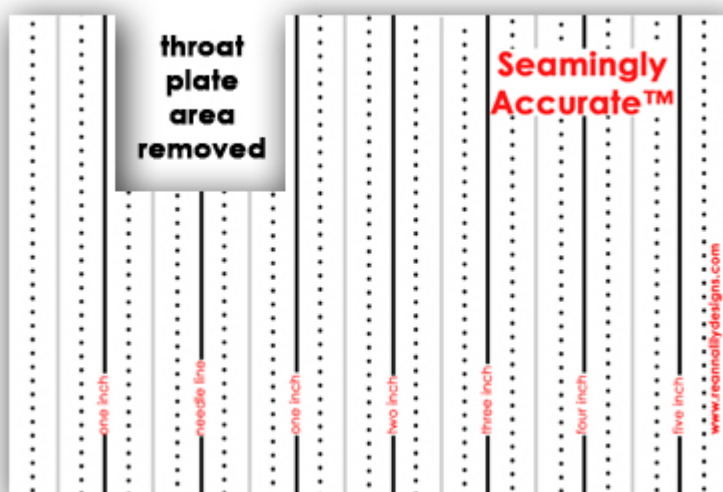 throat
plate
area
removed
Seamingly
Accurate™
one inch
needle line
one inch
two inch
three inch
four inch
five inch
www.reannalilydesigns.com